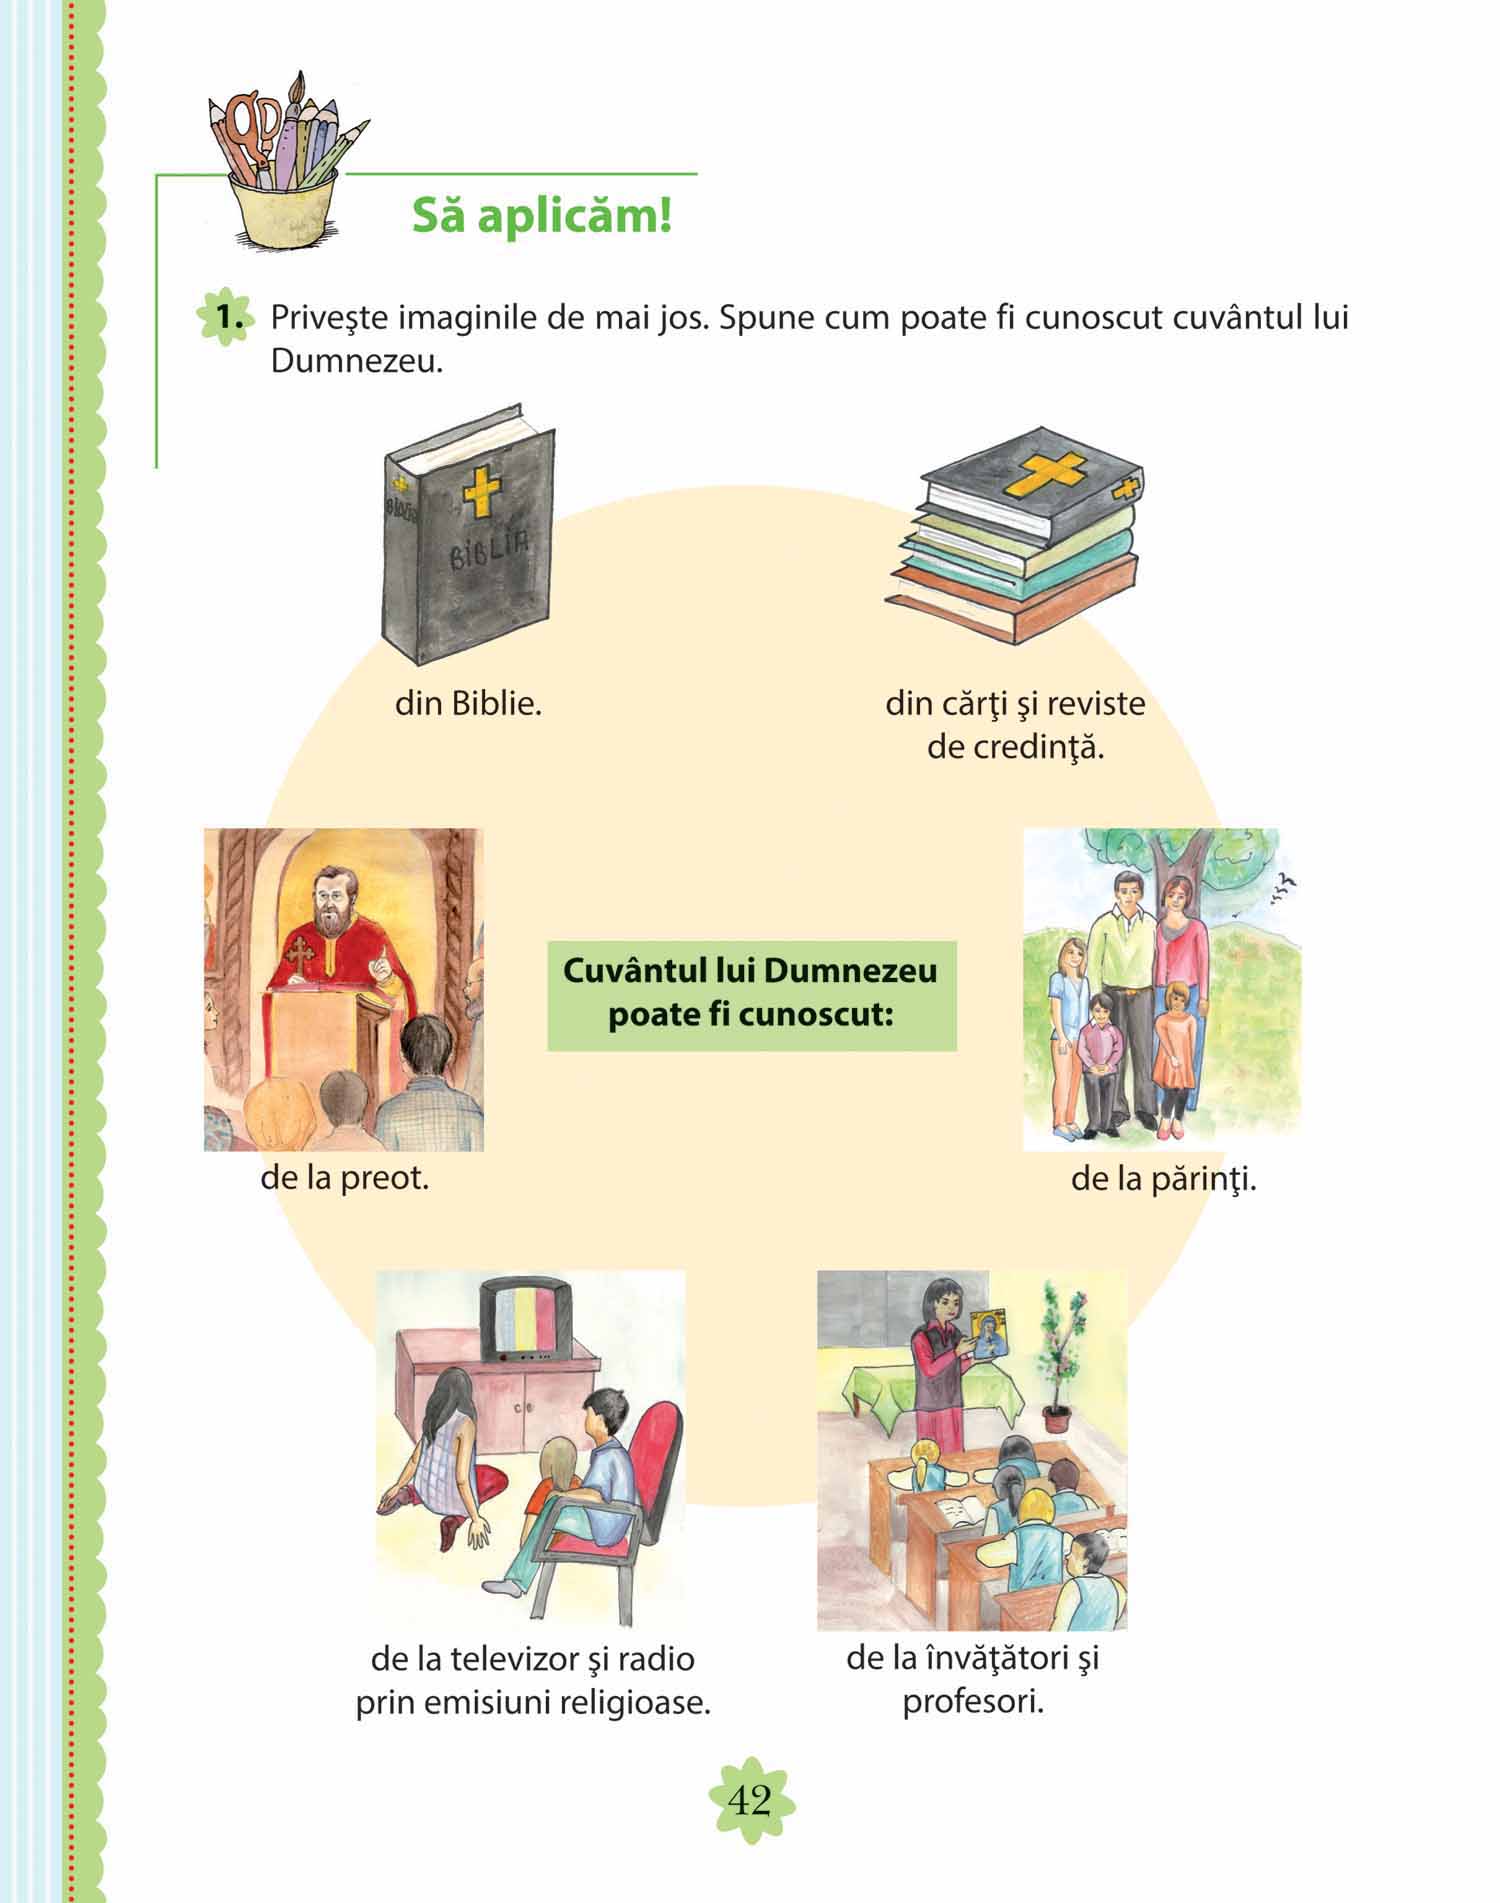 Să aplicăm!
1. Priveşte imaginile de mai jos. Spune cum poate fi cunoscut cuvântul lui
Dumnezeu.
BIBLIA
BIBLIA
din Biblie.
din cărţi şi reviste
de credinţă.
Cuvântul lui Dumnezeu
poate fi cunoscut:
de la preot.
de la părinţi.
de la televizor şi radio
prin emisiuni religioase.
de la învăţători şi
profesori.
42